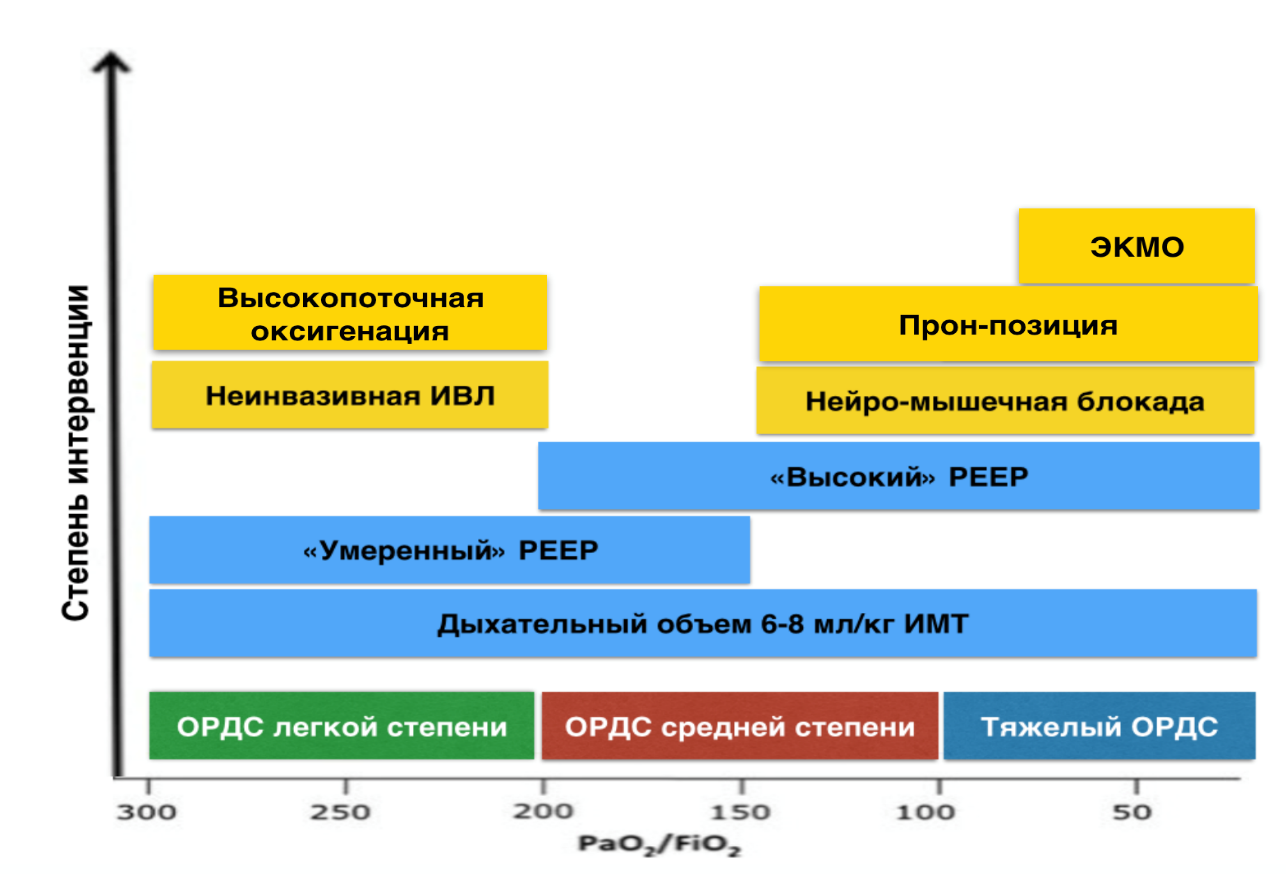 Степень интервенции
ЭКМО
Высокопоточная
оксигенация
Прон-позиция
Неинвазивная ИВЛ
Нейро-мышечная блокада
«Высокий» PEEP
«Умеренный» PEEP
Дыхательный объем 6-8 мл/кг ИМТ
ОРДС легкой степени
ОРДС средней степени
Тяжелый ОРДС
300
250
200
150
100
50
PaO₂/FiO₂